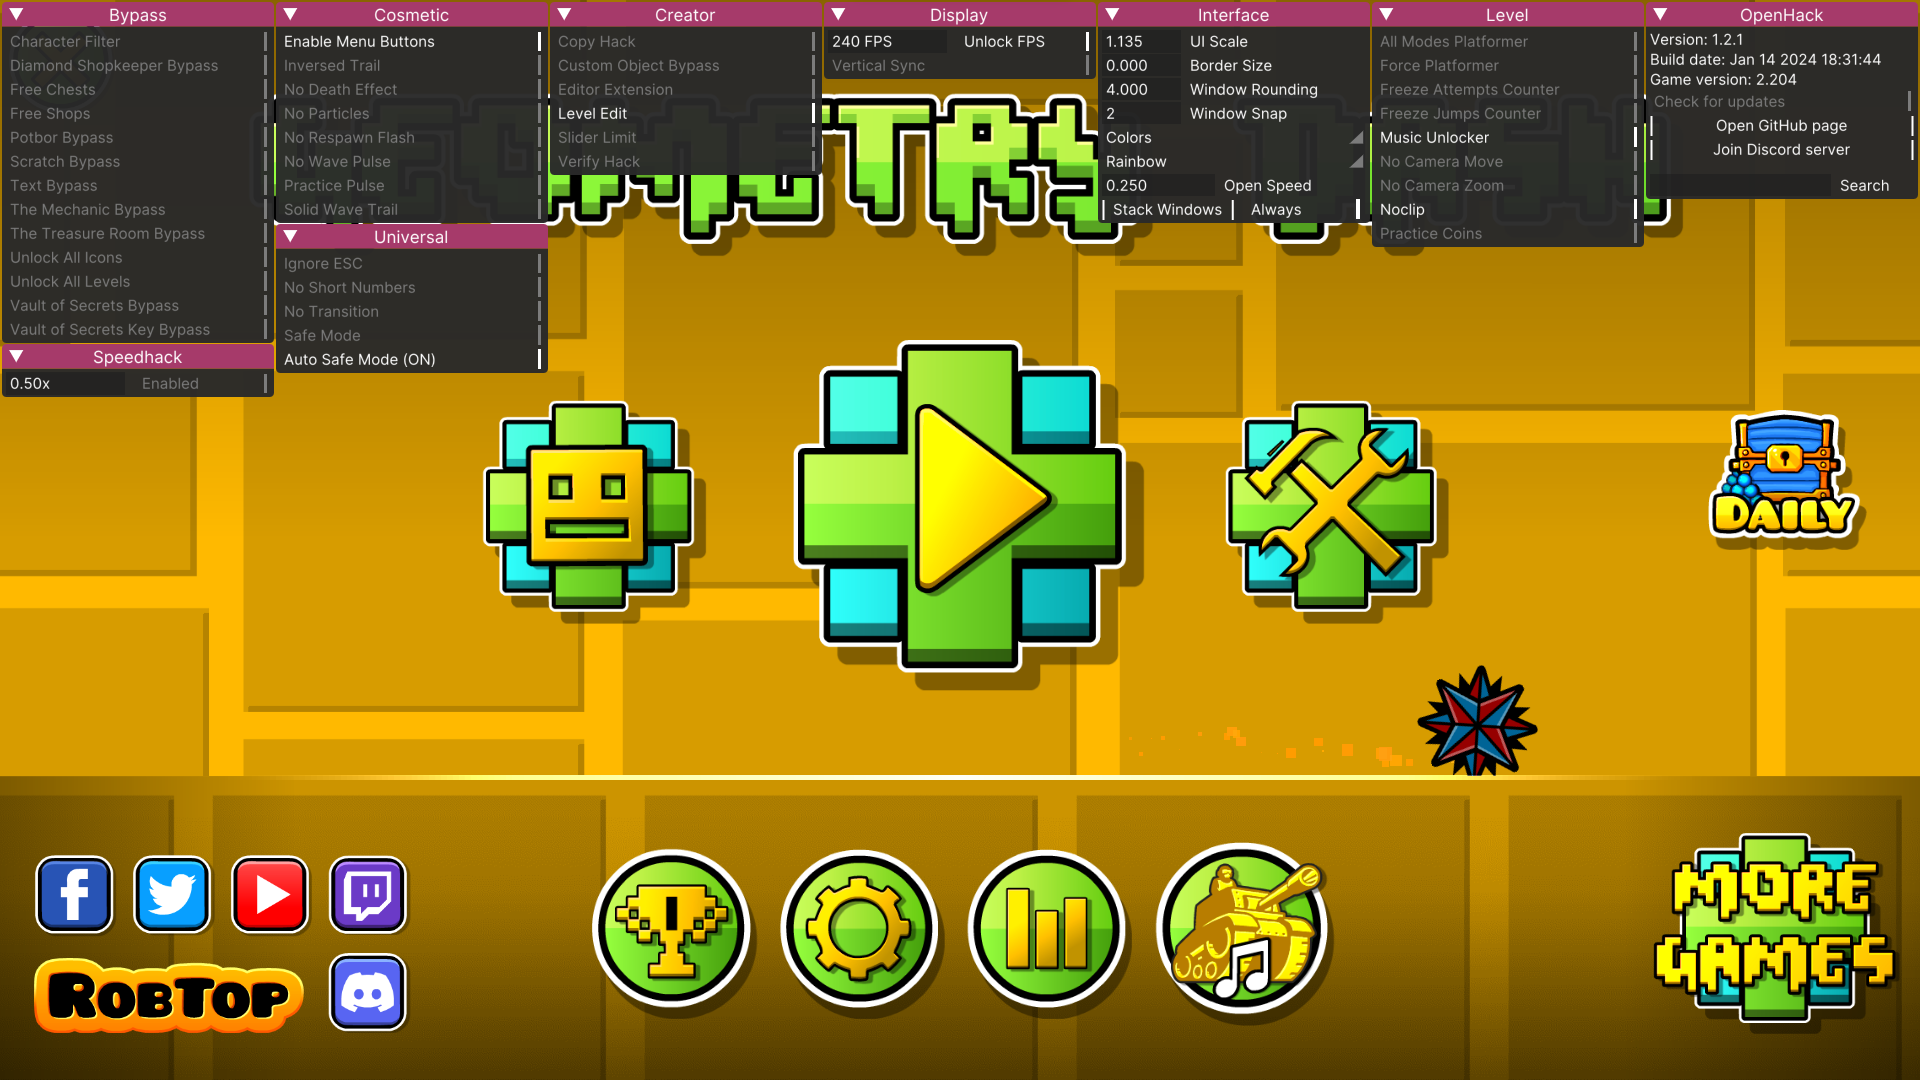 Bypass
Character Filter
Diamond Shopkeeper Bypass
Free Chests
Free Shops
Potbor Bypass
Scratch Bypass
Text Bypass
The Mechanic Bypass
The Treasure Room Bypass
Unlock All Icons
Unlock All Levels
Vault of Secrets Bypass
Vault of Secrets Key Bypass
Speedhack
0.50x Enabled
Cosmetic
Enable Menu Buttons
Inversed Trail
No Death Effect
No Particles
No Respawn Flash
No Wave Pulse
Practice Pulse
Solid Wave Trail
Universal
Ignore ESC
No Short Numbers
No Transition
Safe Mode
Auto Safe Mode (ON)
Creator
Copy Hack
Custom Object Bypass
Editor Extension
Level Edit
Slider Limit
Verify Hack
Display
240 FPS Unlock FPS
Vertical Sync
Interface
1.135 UI Scale
0.000 Border Size
4.000 Window Rounding
2 Window Snap
Colors
Rainbow
0.250 Open Speed
Stack Windows Always
Level
All Modes Platformer
Force Platformer
Freeze Attempts Counter
Freeze Jumps Counter
Music Unlocker
No Camera Move
No Camera Zoom
Noclip
Practice Coins
OpenHack
Version: 1.2.1
Build date: Jan 14 2024 18:31:44
Game version: 2.204
Check for updates
Open GitHub page
Join Discord server
Search
GEOMETRY DASH
DAILY
ROBTOP
MORE
GAMES